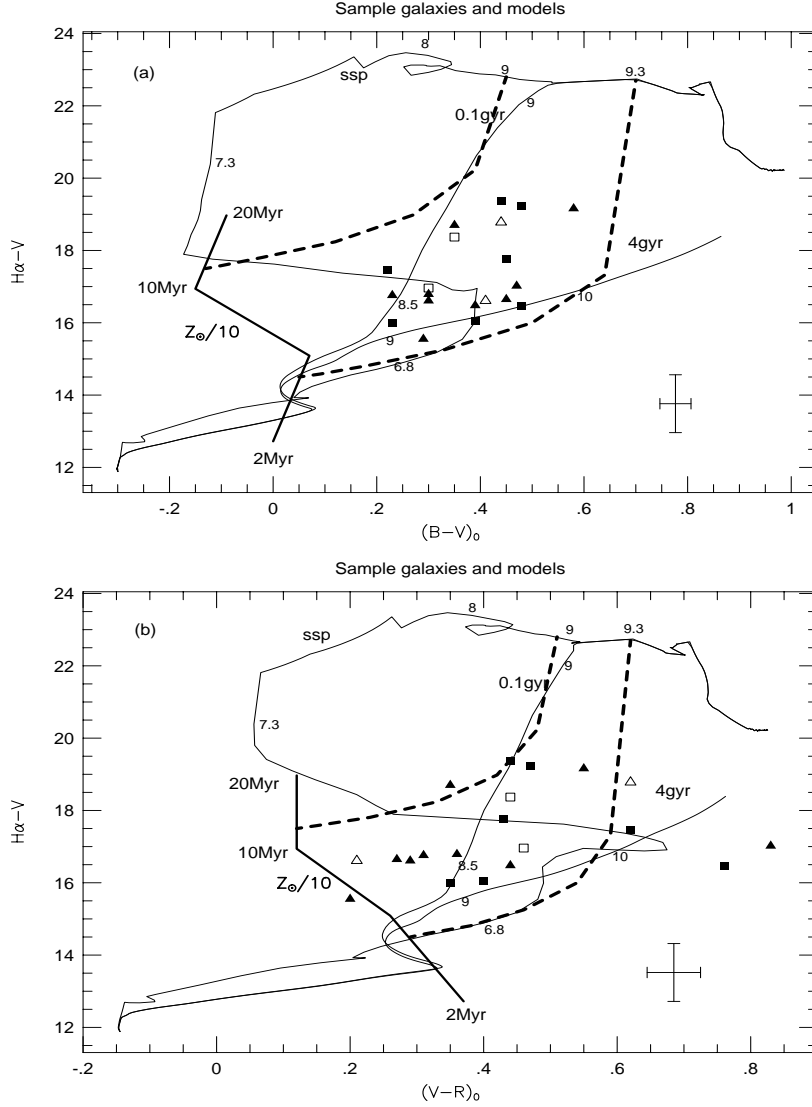 Sample galaxies and models
24
22
20
18
16
14
12
Hα−V
(a)
ssp
8
9
9.3
0.1gyr
9
7.3
20Myr
4gyr
10Myr
Z⊙/10
8.5
10
9
6.8
2Myr
-.2
0
.2
.4
.6
.8
1
(B−V)₀
Sample galaxies and models
24
22
20
18
16
14
12
Hα−V
(b)
ssp
8
9
9.3
9
0.1gyr
7.3
20Myr
4gyr
10Myr
Z⊙/10
8.5
10
9
6.8
2Myr
-.2
0
.2
.4
.6
.8
(V−R)₀